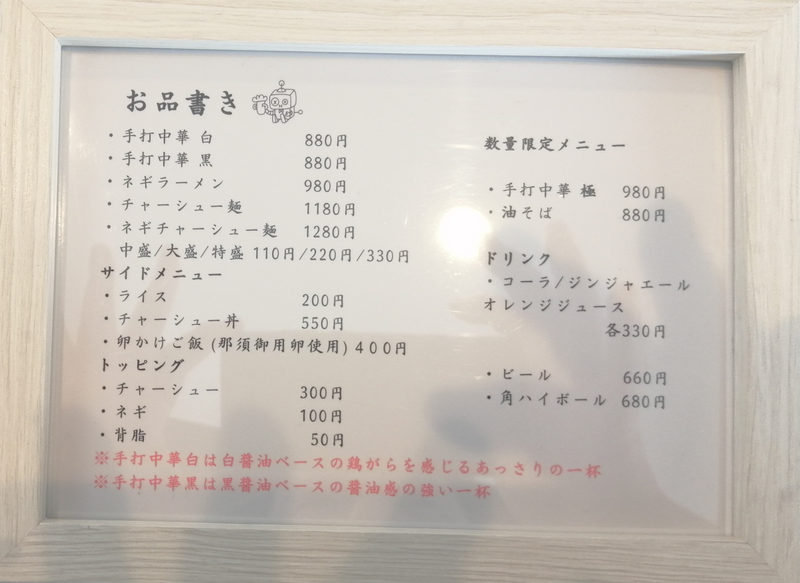 お品書き
・手打中華 白 880円
・手打中華 黒 880円
・ネギラーメン 980円
・チャーシュー麺 1180円
・ネギチャーシュー麺 1280円
中盛/大盛/特盛 110円/220円/330円
サイドメニュー
・ライス 200円
・チャーシュー丼 550円
・卵かけご飯 (那須御用卵使用) 400円
トッピング
・チャーシュー 300円
・ネギ 100円
・背脂 50円
※手打中華白は白醤油ベースの鶏がらを感じるあっさりの一杯
※手打中華黒は黒醤油ベースの醤油感の強い一杯
数量限定メニュー
・手打中華 極 980円
・油そば 880円
ドリンク
・コーラ/ジンジャエール
オレンジジュース
各330円
・ビール 660円
・角ハイボール 680円